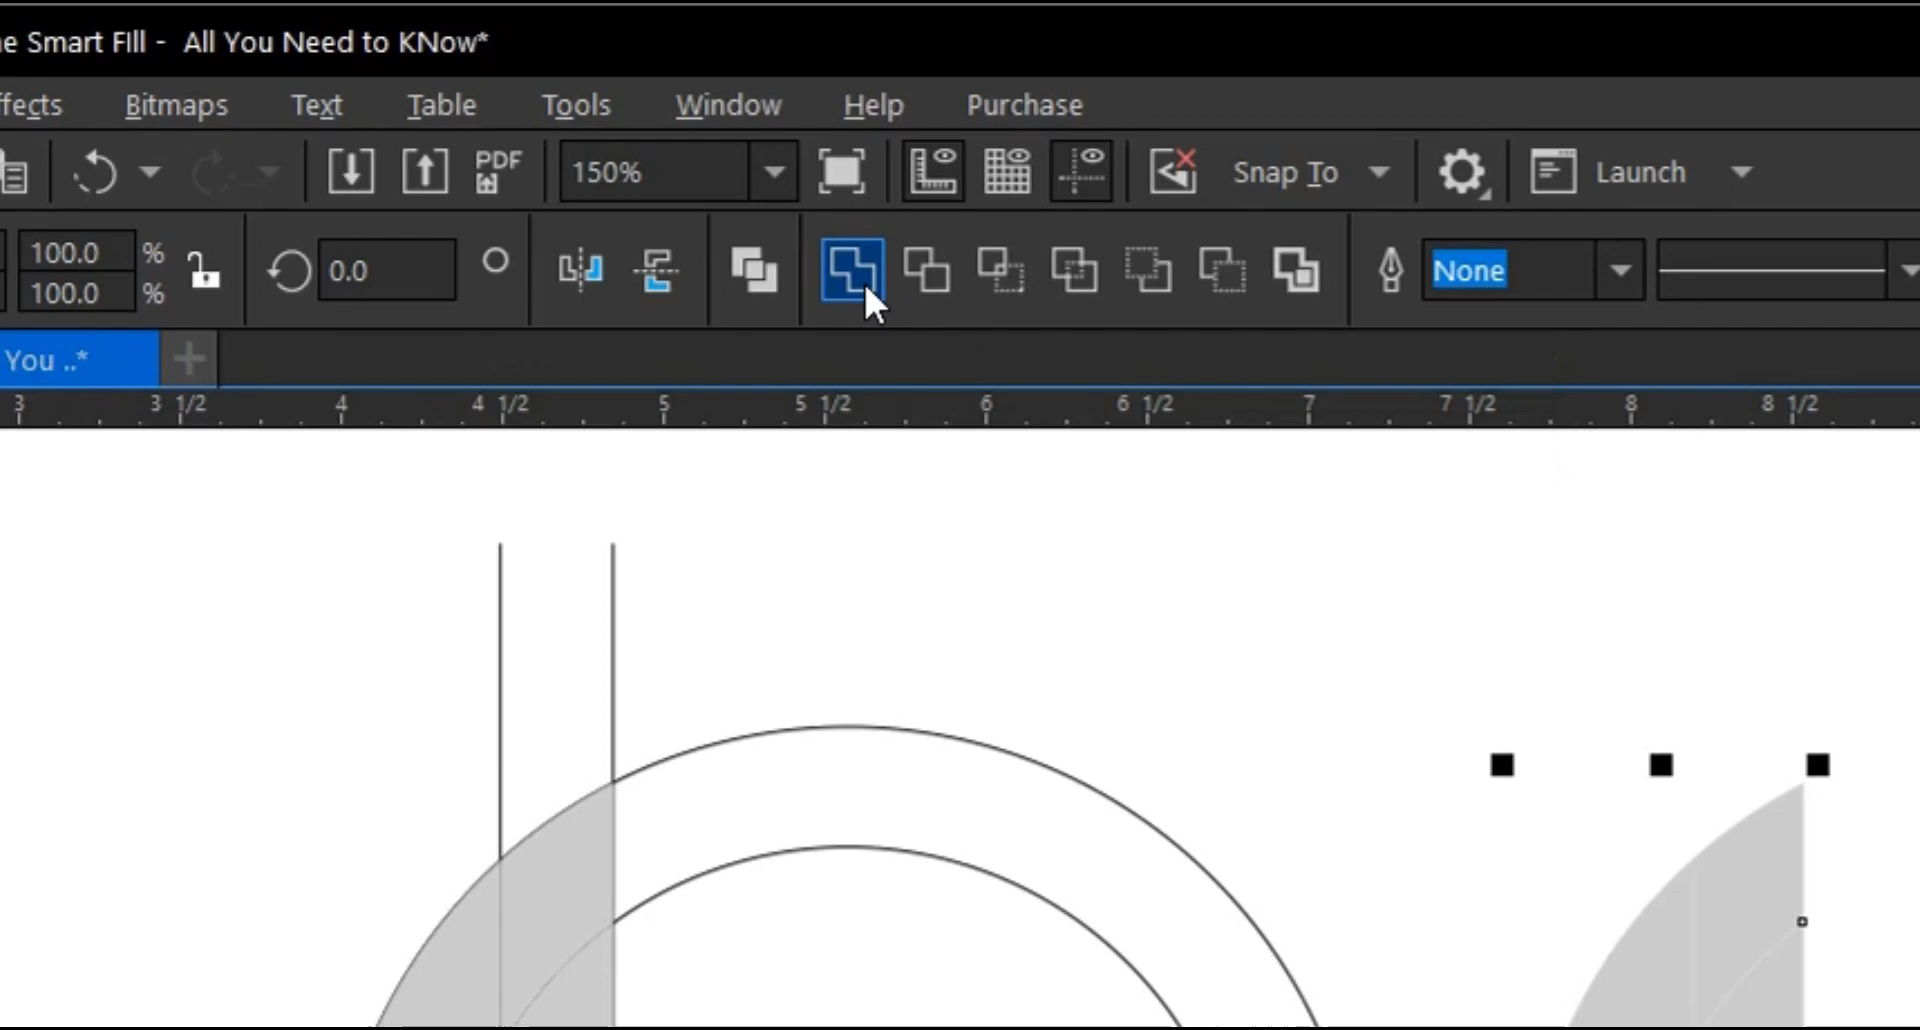 e Smart FIll - All You Need to KNow*
ffects Bitmaps Text Table Tools Window Help Purchase
PDF 150% Snap To Launch
100.0 %
100.0 %
0.0
None
You ..*
3 3 1/2 4 4 1/2 5 5 1/2 6 6 1/2 7 7 1/2 8 8 1/2